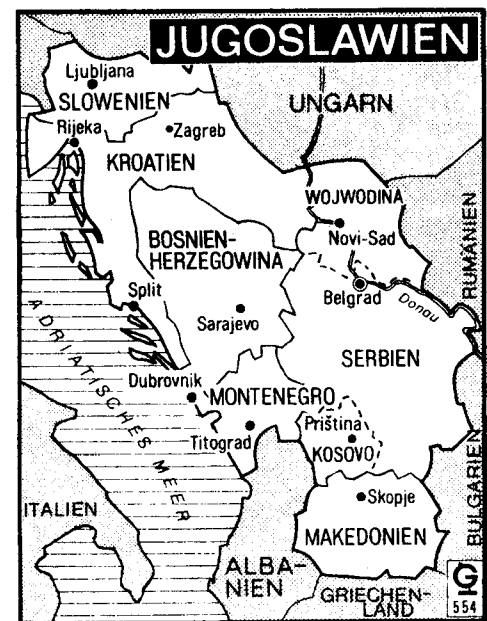 JUGOSLAWIEN
Ljubljana
SLOWENIEN
UNGARN
Rijeka
Zagreb
KROATIEN
WOJWODINA
Novi-Sad
RUMÄNIEN
BOSNIEN-
HERZEGOWINA
Belgrad
Donau
Split
Sarajevo
ADRIATISCHES MEER
SERBIEN
Dubrovnik
MONTENEGRO
Priština
Titograd
KOSOVO
BULGARIEN
Skopje
ITALIEN
MAKEDONIEN
ALBA-
NIEN
GRIECHEN-
LAND
G
554